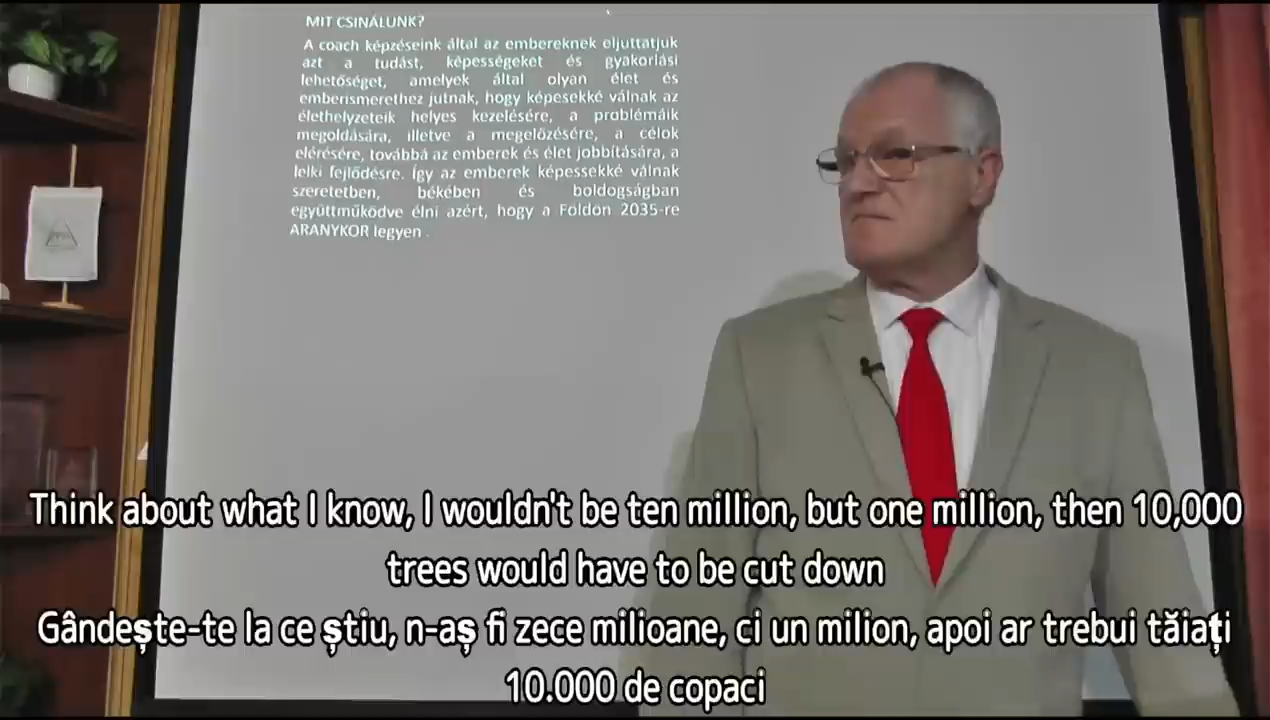 MIT CSINÁLUNK?
A coach képzéseink által az embereknek eljuttatjuk
azt a tudást, képességeket és gyakorlási
lehetőséget, amelyek által olyan élet és
emberismerethez jutnak, hogy képesekké válnak az
élethelyzeteik helyes kezelésére, a problémáik
megoldására, illetve a megelőzésére, a célok
elérésére, továbbá az emberek és élet jobbítására, a
lelki fejlődésre. Így az emberek képessekké válnak
szeretetben, békében és boldogságban
együttműködve élni azért, hogy a Földön 2035-re
ARANYKOR legyen .
Think about what I know, I wouldn't be ten million, but one million, then 10,000
trees would have to be cut down
Gândește-te la ce știu, n-aș fi zece milioane, ci un milion, apoi ar trebui tăiați
10.000 de copaci